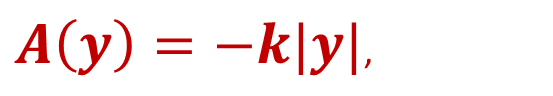 A(y) = −k|y|,